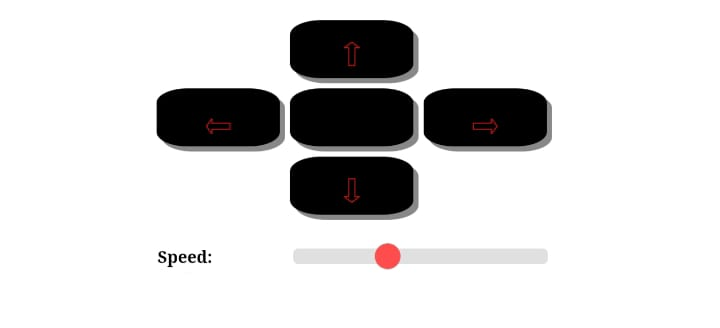 ⇧
⇦ ⇨
⇩
Speed: